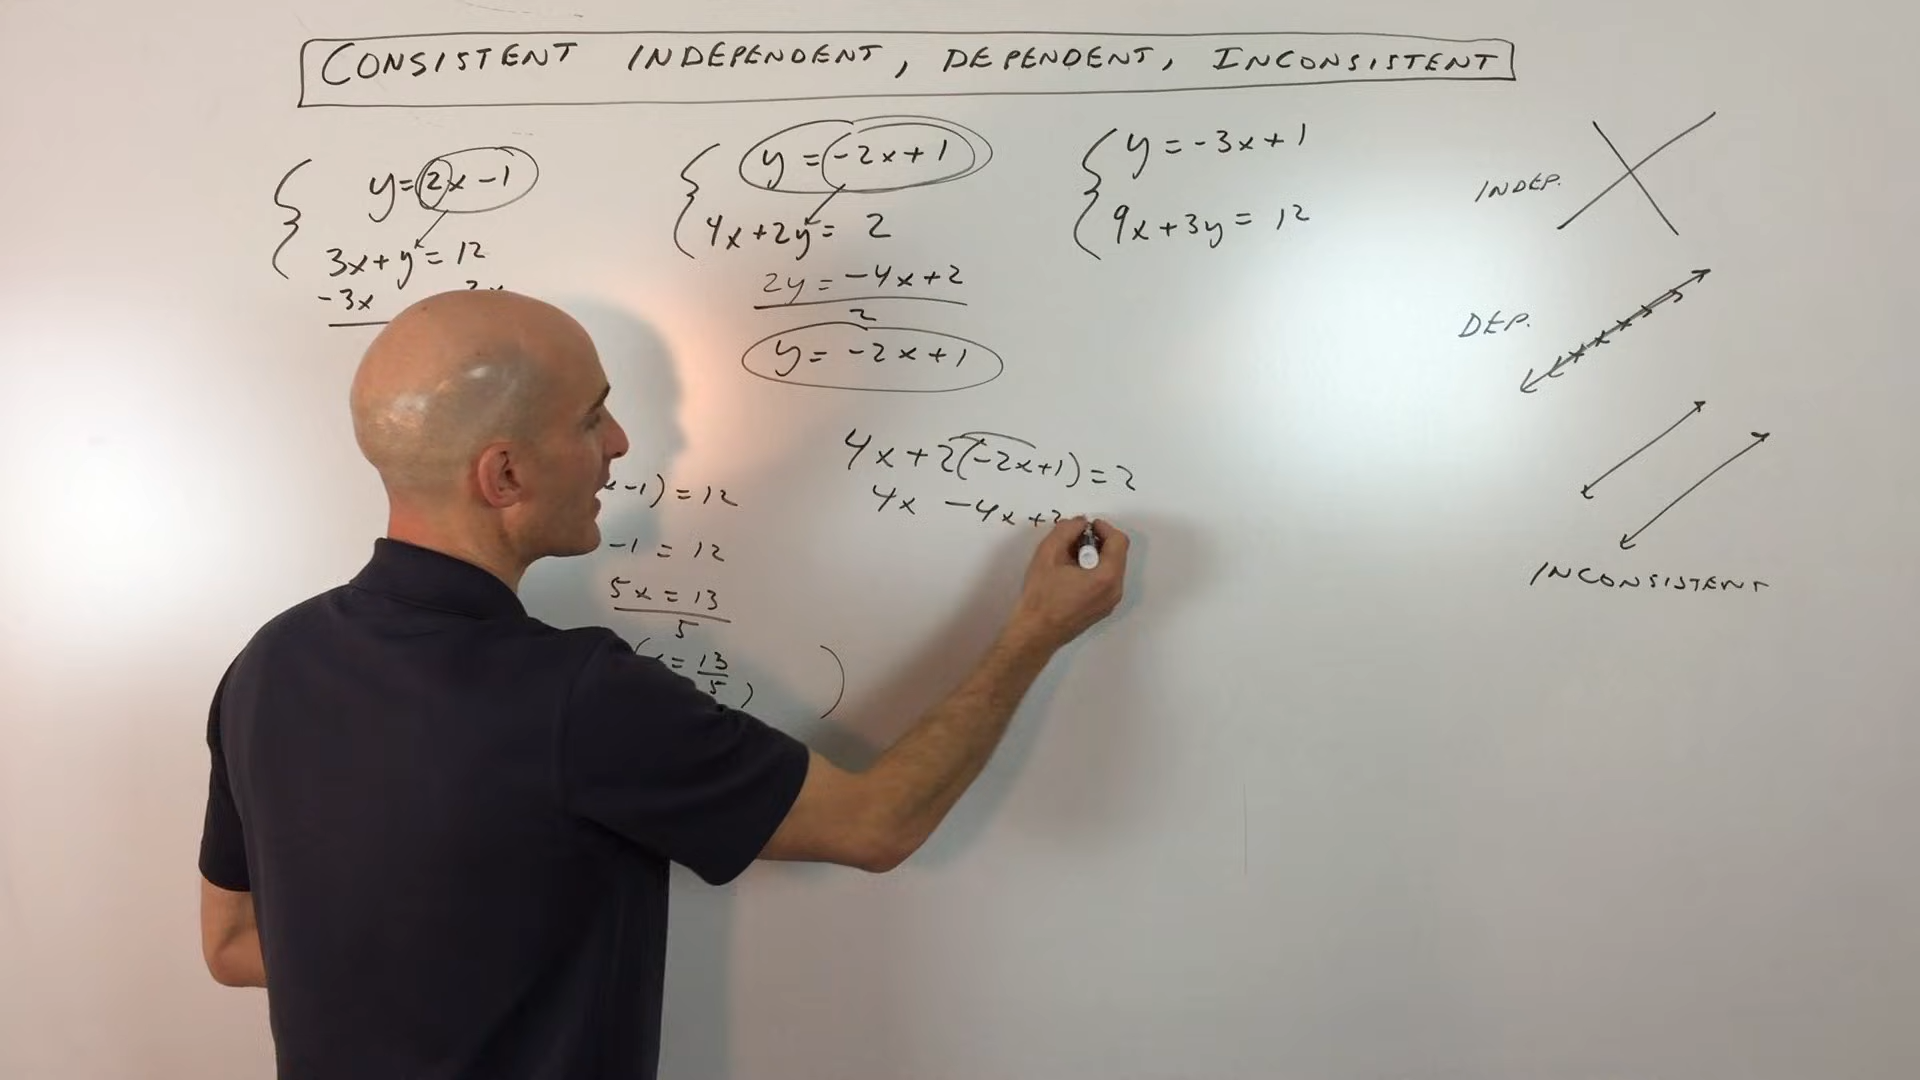 CONSISTENT INDEPENDENT, DEPENDENT, INCONSISTENT
y=2x-1
3x+y=12
-3x
y=-2x+1
4x+2y=2
2y=-4x+2
2
y=-2x+1
4x+2(-2x+1)=2
4x -4x+2
y=-3x+1
9x+3y=12
-1)=12
-1=12
5x=13
5
=13/5
INDEP.
DEP.
INCONSISTENT